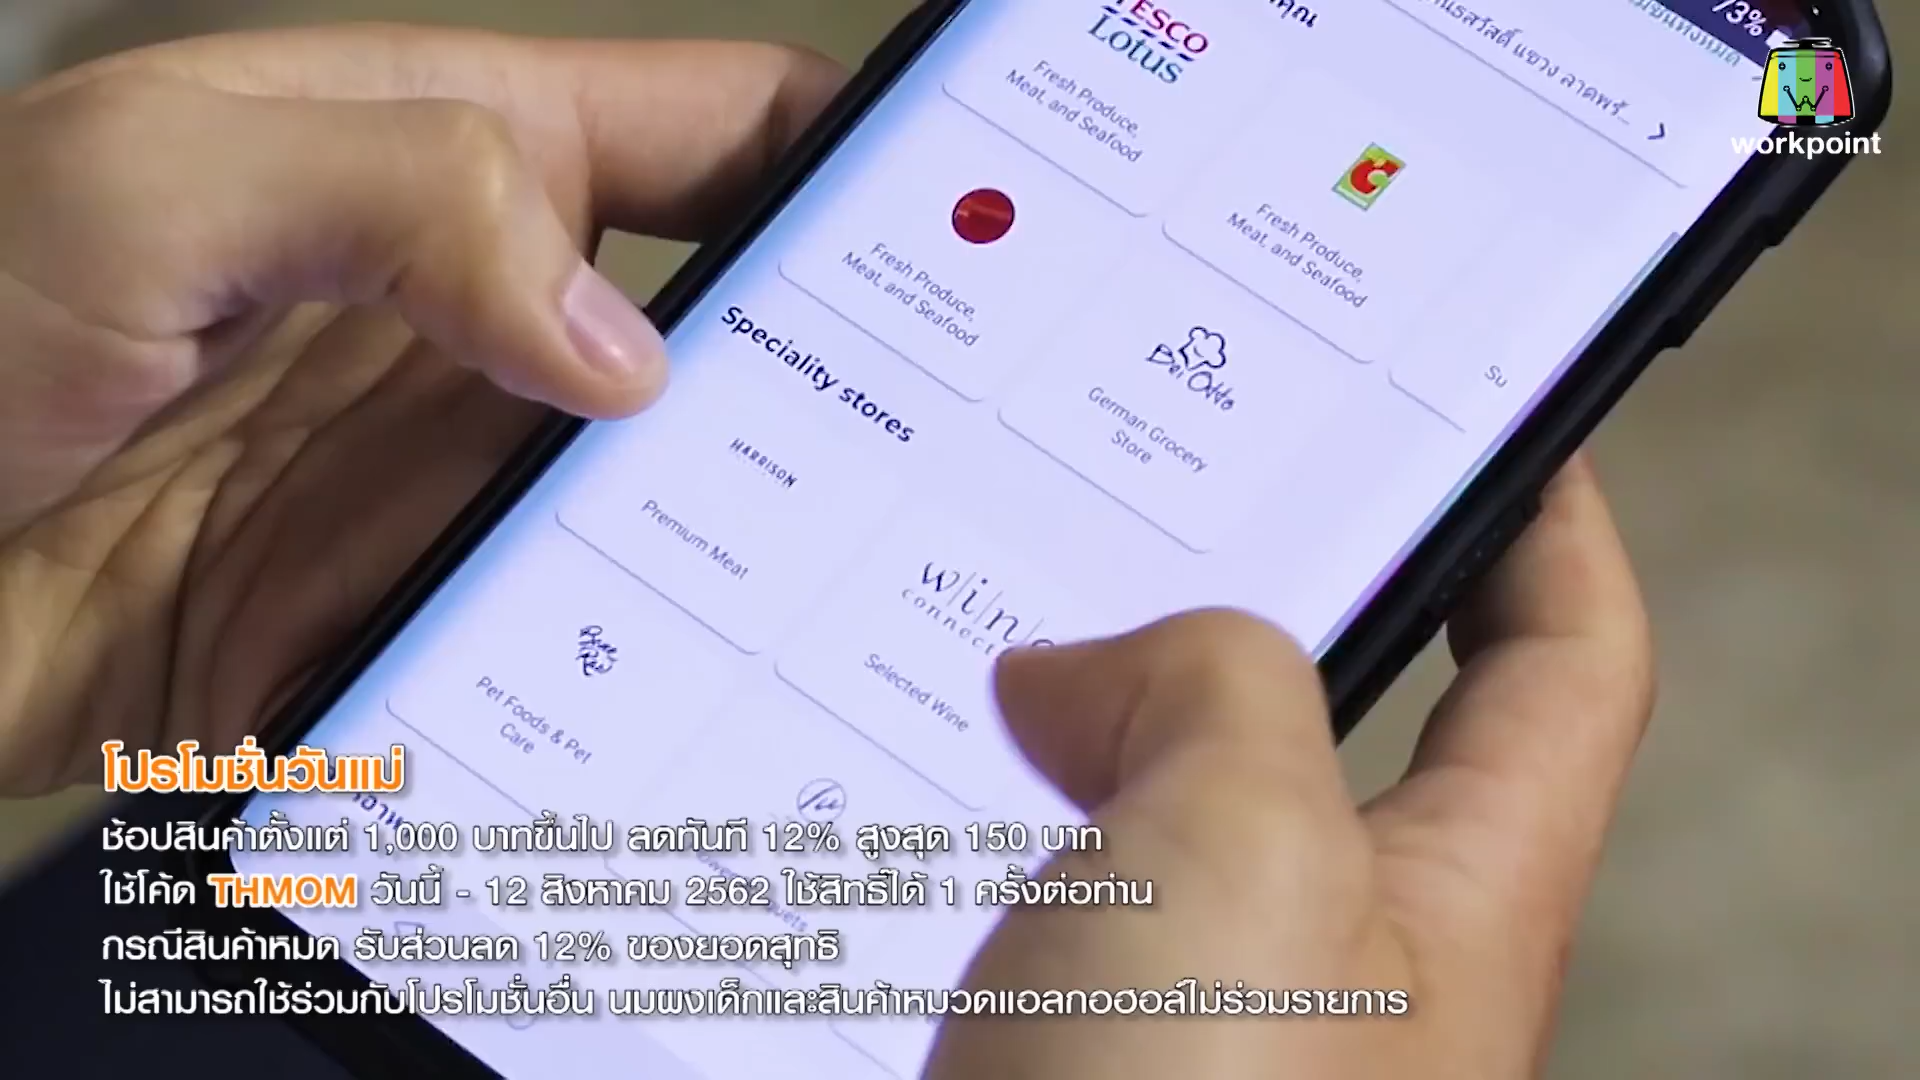 TESCO
Lotus
Fresh Produce,
Meat, and Seafood
73%
workpoint
Fresh Produce,
Meat, and Seafood
Fresh Produce,
Meat, and Seafood
Bei Otto
German Grocery
Store
Su
Speciality stores
HARRISON
Premium Meat
w/i/n/e
connect
Selected Wine
Pet Foods & Pet
Care
โปรโมชั่นวันแม่
ช้อปสินค้าตั้งแต่ 1,000 บาทขึ้นไป ลดทันที 12% สูงสุด 150 บาท
ใช้โค้ด THMOM วันนี้ - 12 สิงหาคม 2562 ใช้สิทธิ์ได้ 1 ครั้งต่อท่าน
กรณีสินค้าหมด รับส่วนลด 12% ของยอดสุทธิ
ไม่สามารถใช้ร่วมกับโปรโมชั่นอื่น นมผงเด็กและสินค้าหมวดแอลกอฮอล์ไม่ร่วมรายการ